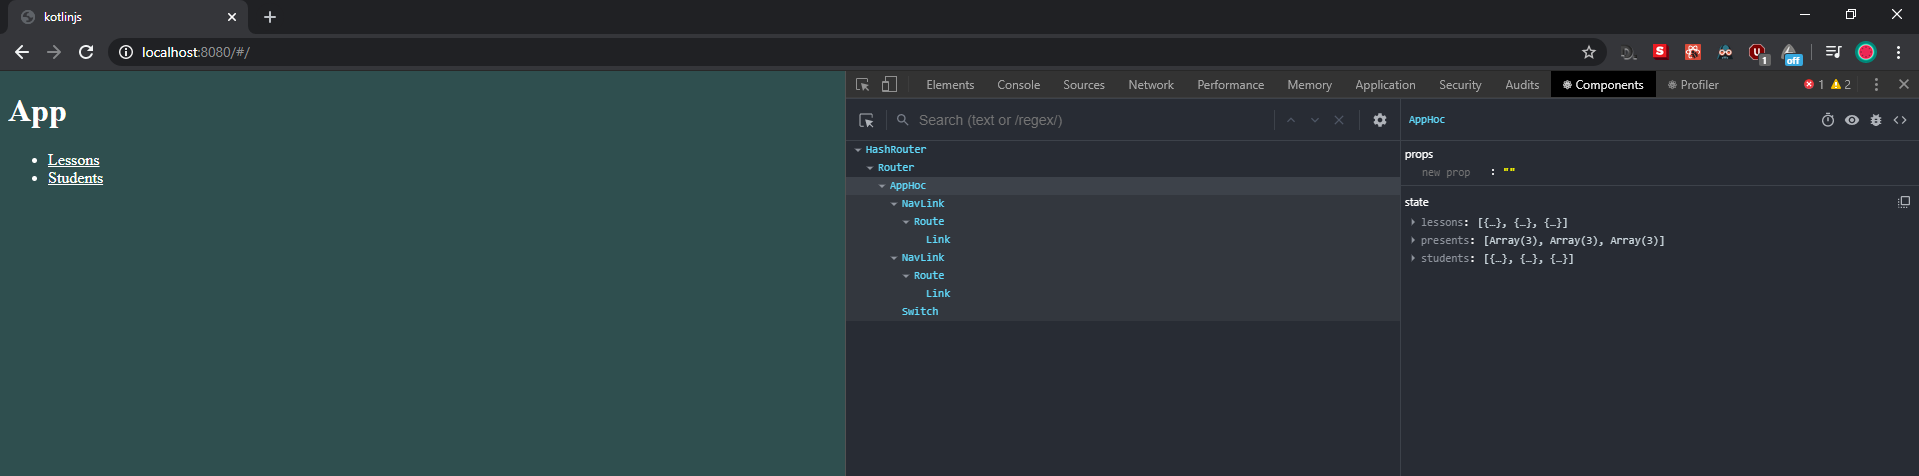 kotlinjs
localhost:8080/#/
S
U
1
off
App
Lessons
Students
Elements Console Sources Network Performance Memory Application Security Audits Components Profiler 1 2
Search (text or /regex/)
HashRouter
Router
AppHoc
NavLink
Route
Link
NavLink
Route
Link
Switch
AppHoc
props
new prop : ""
state
lessons: [{…}, {…}, {…}]
presents: [Array(3), Array(3), Array(3)]
students: [{…}, {…}, {…}]